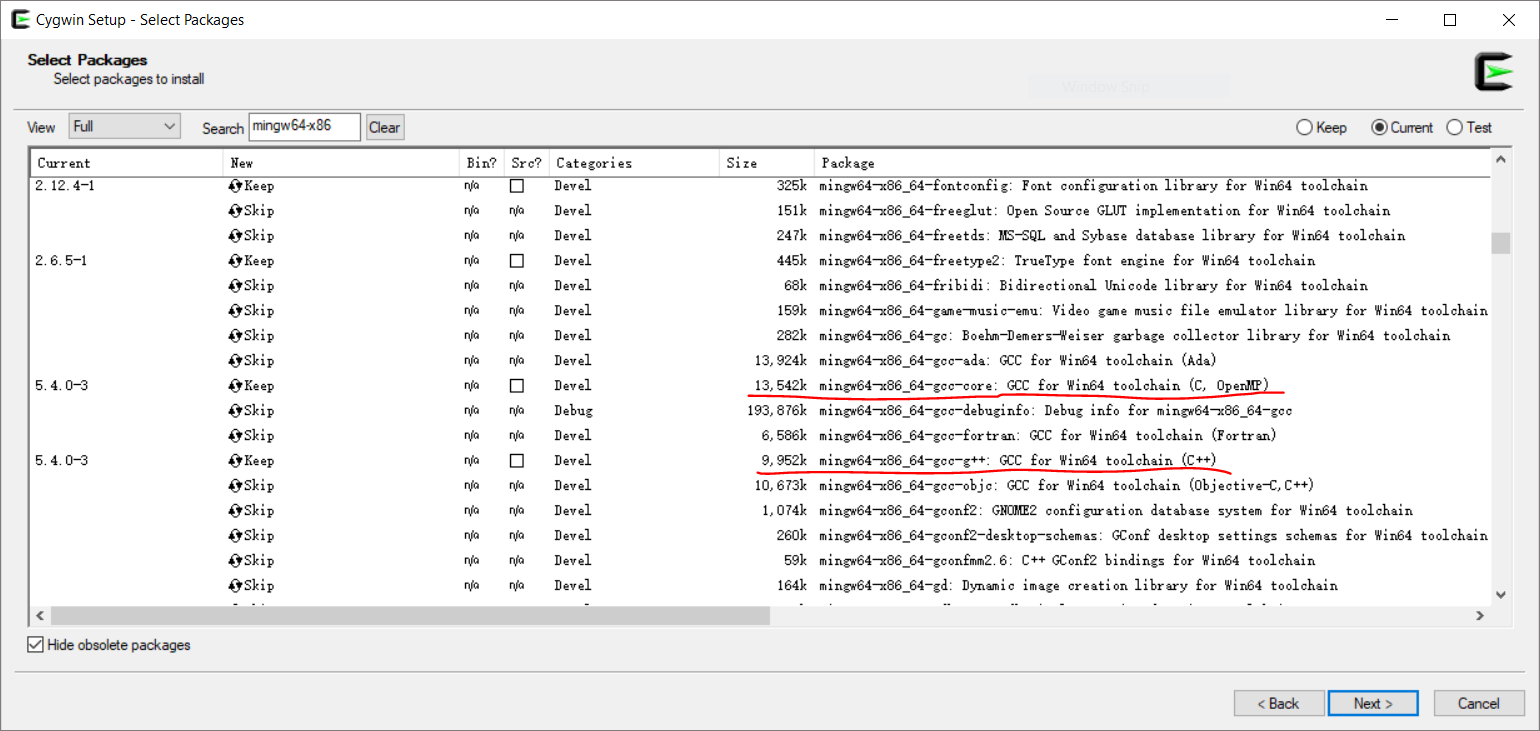 Cygwin Setup - Select Packages
Select Packages
Select packages to install
View Full Search mingw64-x86 Clear Keep Current Test
Current New Bin? Src? Categories Size Package
2.12.4-1 Keep n/a Devel 325k mingw64-x86_64-fontconfig: Font configuration library for Win64 toolchain
Skip n/a n/a Devel 151k mingw64-x86_64-freeglut: Open Source GLUT implementation for Win64 toolchain
Skip n/a n/a Devel 247k mingw64-x86_64-freetds: MS-SQL and Sybase database library for Win64 toolchain
2.6.5-1 Keep n/a Devel 445k mingw64-x86_64-freetype2: TrueType font engine for Win64 toolchain
Skip n/a n/a Devel 68k mingw64-x86_64-fribidi: Bidirectional Unicode library for Win64 toolchain
Skip n/a n/a Devel 159k mingw64-x86_64-game-music-emu: Video game music file emulator library for Win64 toolchain
Skip n/a n/a Devel 282k mingw64-x86_64-gc: Boehm-Demers-Weiser garbage collector library for Win64 toolchain
Skip n/a n/a Devel 13,924k mingw64-x86_64-gcc-ada: GCC for Win64 toolchain (Ada)
5.4.0-3 Keep n/a Devel 13,542k mingw64-x86_64-gcc-core: GCC for Win64 toolchain (C, OpenMP)
Skip n/a n/a Debug 193,876k mingw64-x86_64-gcc-debuginfo: Debug info for mingw64-x86_64-gcc
Skip n/a n/a Devel 6,586k mingw64-x86_64-gcc-fortran: GCC for Win64 toolchain (Fortran)
5.4.0-3 Keep n/a Devel 9,952k mingw64-x86_64-gcc-g++: GCC for Win64 toolchain (C++)
Skip n/a n/a Devel 10,673k mingw64-x86_64-gcc-objc: GCC for Win64 toolchain (Objective-C,C++)
Skip n/a n/a Devel 1,074k mingw64-x86_64-gconf2: GNOME2 configuration database system for Win64 toolchain
Skip n/a n/a Devel 260k mingw64-x86_64-gconf2-desktop-schemas: GConf desktop settings schemas for Win64 toolchain
Skip n/a n/a Devel 59k mingw64-x86_64-gconfmm2.6: C++ GConf2 bindings for Win64 toolchain
Skip n/a n/a Devel 164k mingw64-x86_64-gd: Dynamic image creation library for Win64 toolchain
Hide obsolete packages
< Back Next > Cancel